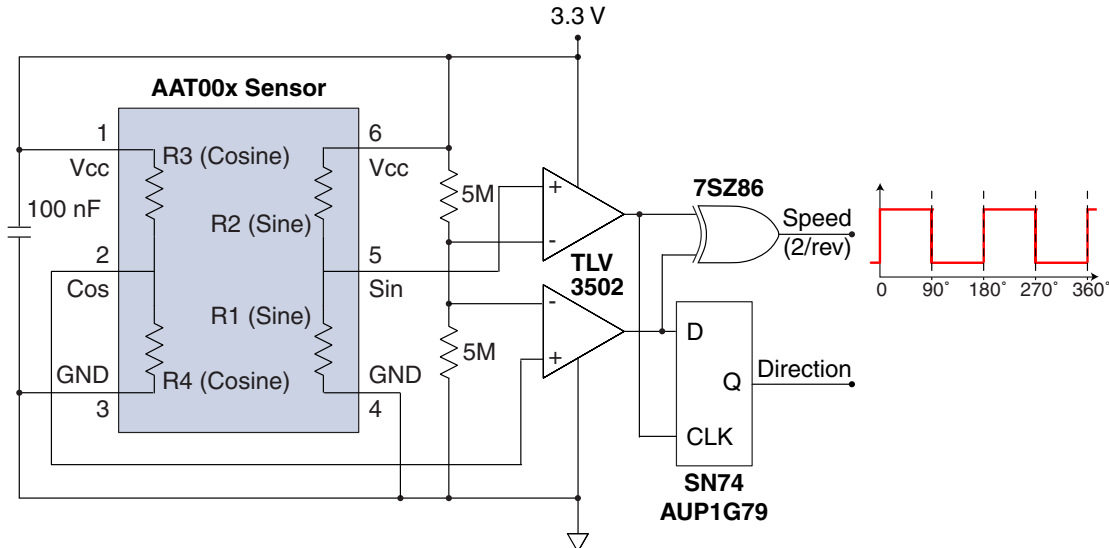 3.3 V
AAT00x Sensor
1
Vcc
R3 (Cosine)
6
Vcc
100 nF
R2 (Sine)
2
Cos
5
Sin
R1 (Sine)
GND
3
R4 (Cosine)
GND
4
5M
5M
+
-
TLV
3502
-
+
7SZ86
Speed
(2/rev)
D
Q
CLK
Direction
SN74
AUP1G79
0 90° 180° 270° 360°